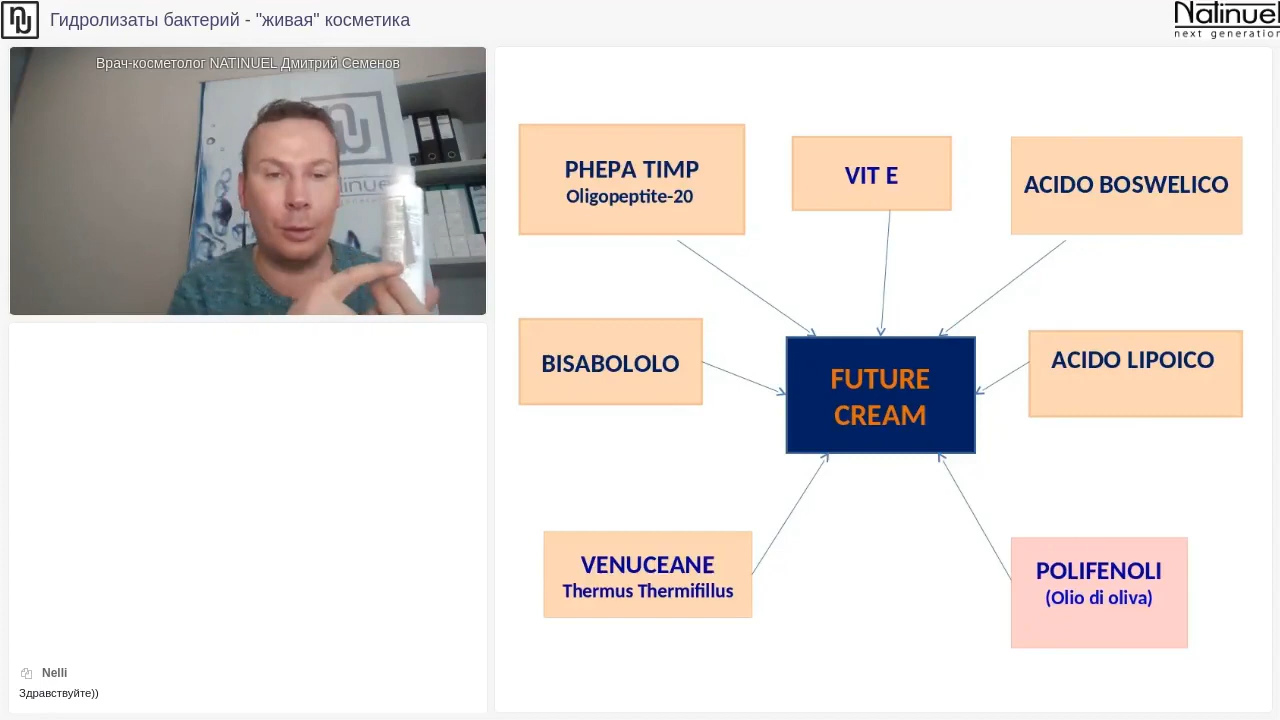 Гидролизаты бактерий - "живая" косметика
Natinuel
next generation
Врач-косметолог NATINUEL Дмитрий Семенов
PHEPA TIMP
Oligopeptite-20
VIT E
ACIDO BOSWELICO
BISABOLOLO
FUTURE
CREAM
ACIDO LIPOICO
VENUCEANE
Thermus Thermifillus
POLIFENOLI
(Olio di oliva)
Nelli
Здравствуйте))